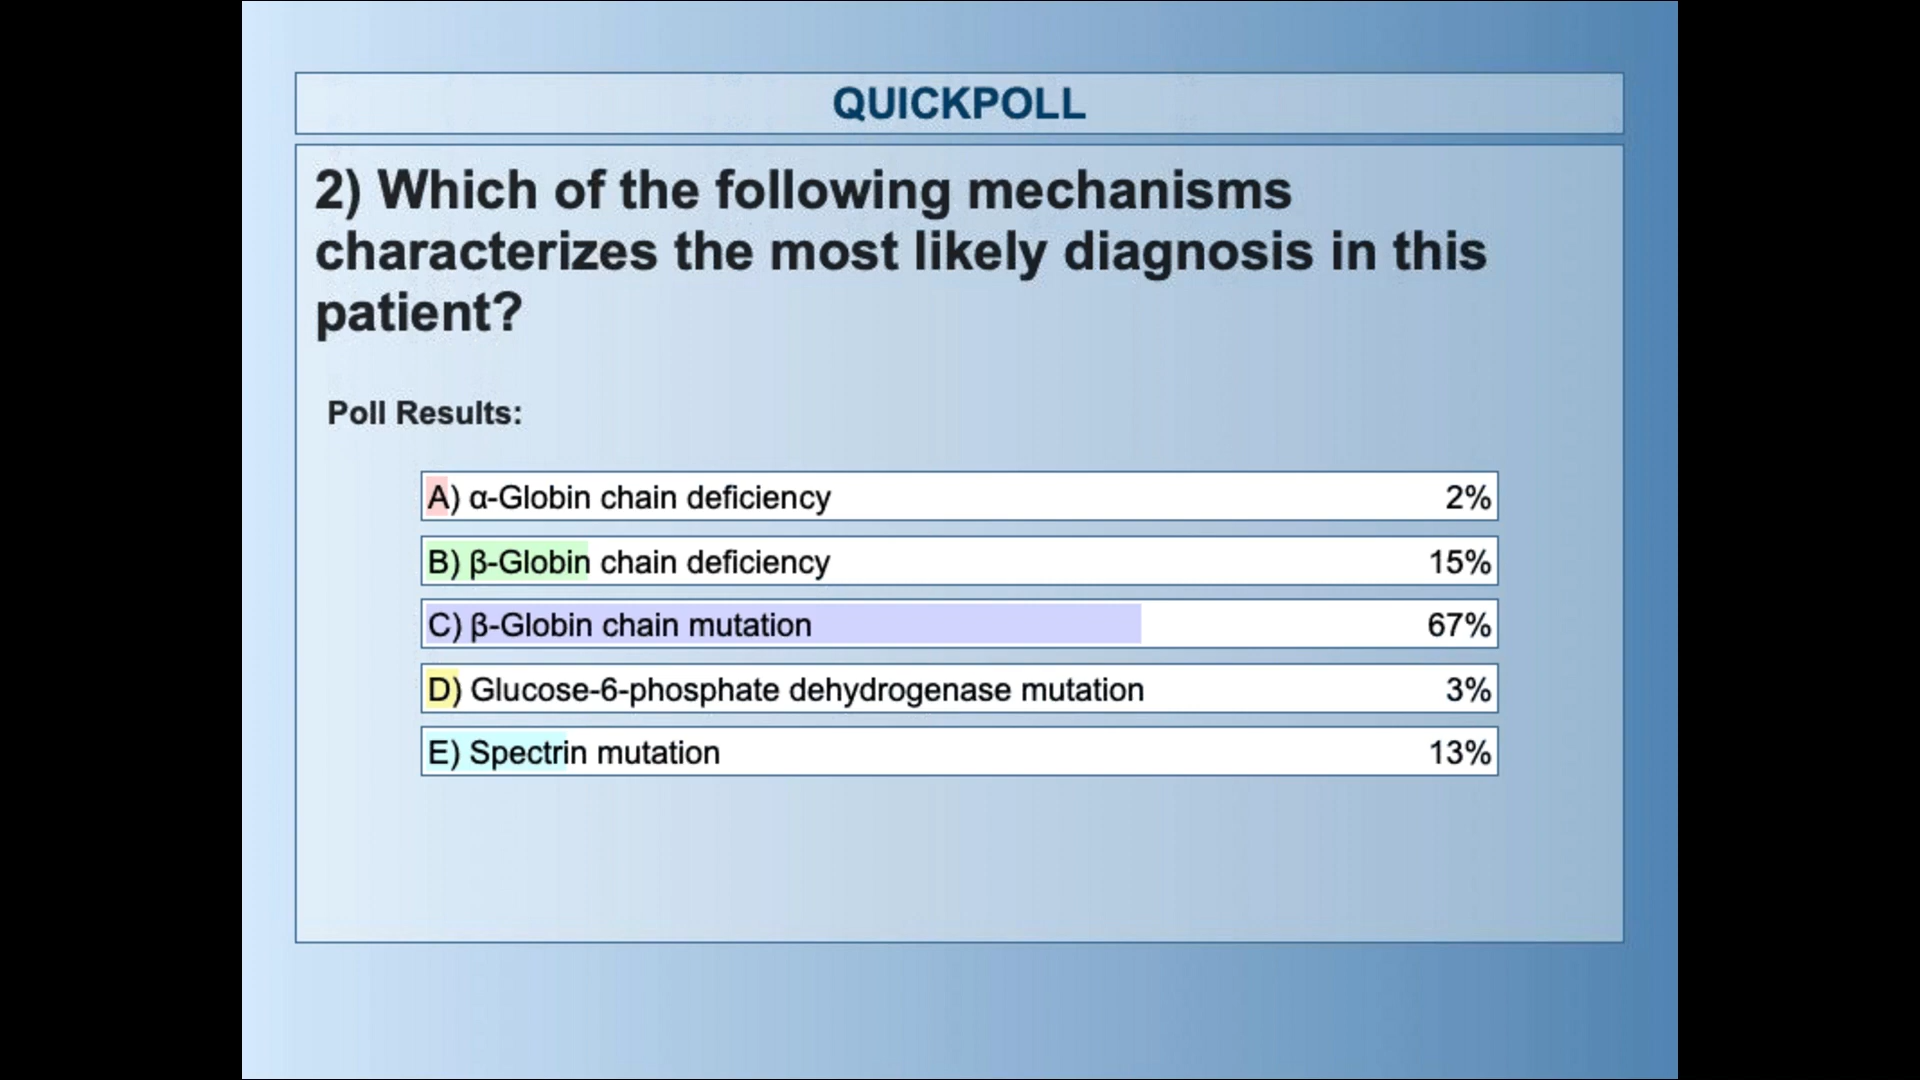 QUICKPOLL
2) Which of the following mechanisms
characterizes the most likely diagnosis in this
patient?
Poll Results:
A) α-Globin chain deficiency 2%
B) β-Globin chain deficiency 15%
C) β-Globin chain mutation 67%
D) Glucose-6-phosphate dehydrogenase mutation 3%
E) Spectrin mutation 13%